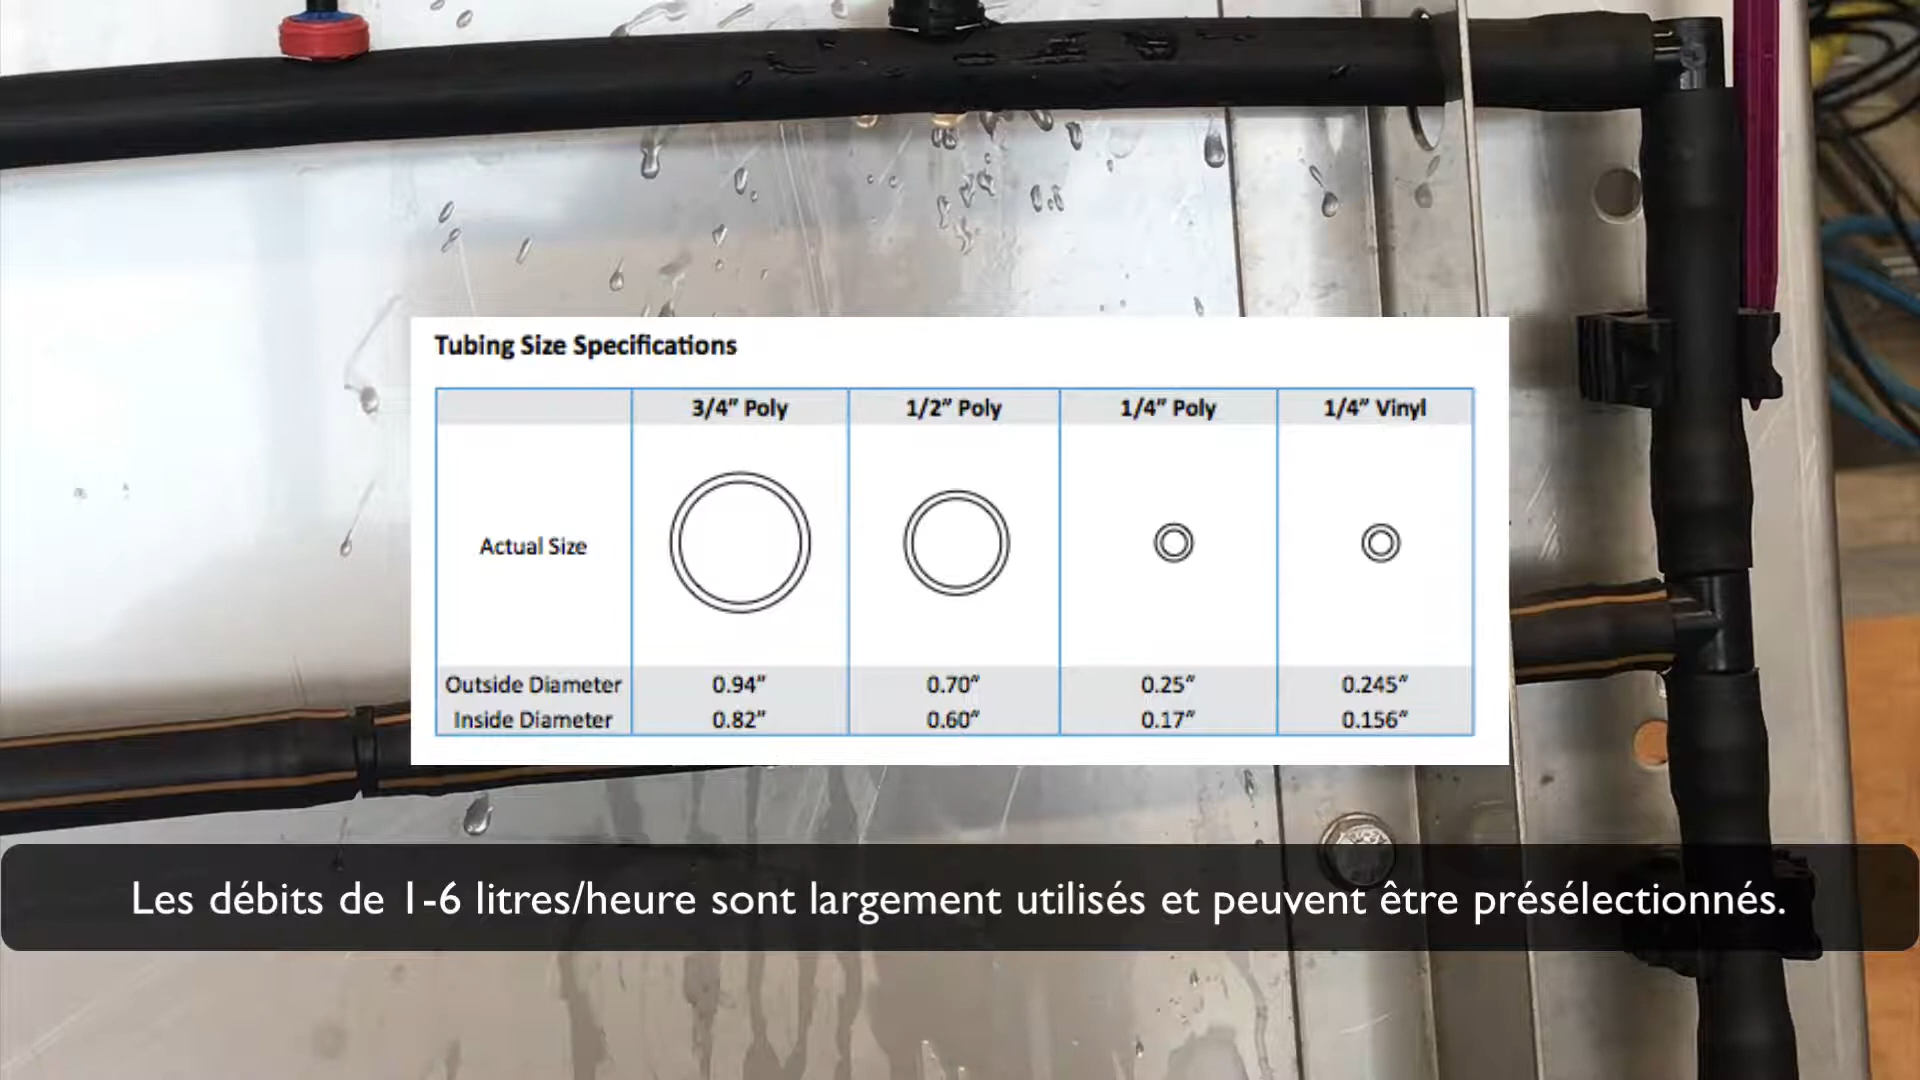 Tubing Size Specifications
3/4" Poly 1/2" Poly 1/4" Poly 1/4" Vinyl
Actual Size
Outside Diameter 0.94" 0.70" 0.25" 0.245"
Inside Diameter 0.82" 0.60" 0.17" 0.156"
Les débits de 1-6 litres/heure sont largement utilisés et peuvent être présélectionnés.